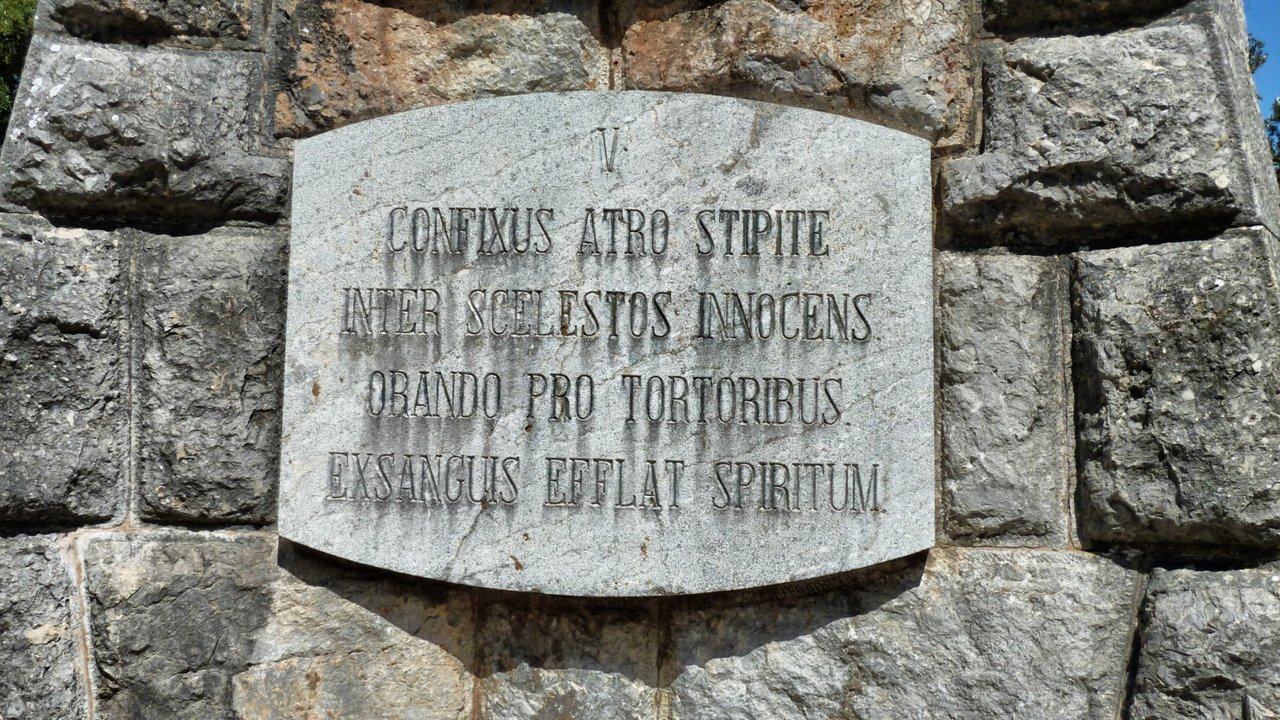 V
CONFIXUS ATRO STIPITE
INTER SCELESTOS INNOCENS.
ORANDO PRO TORTORIBUS.
EXSANGUIS EFFLAT SPIRITUM.